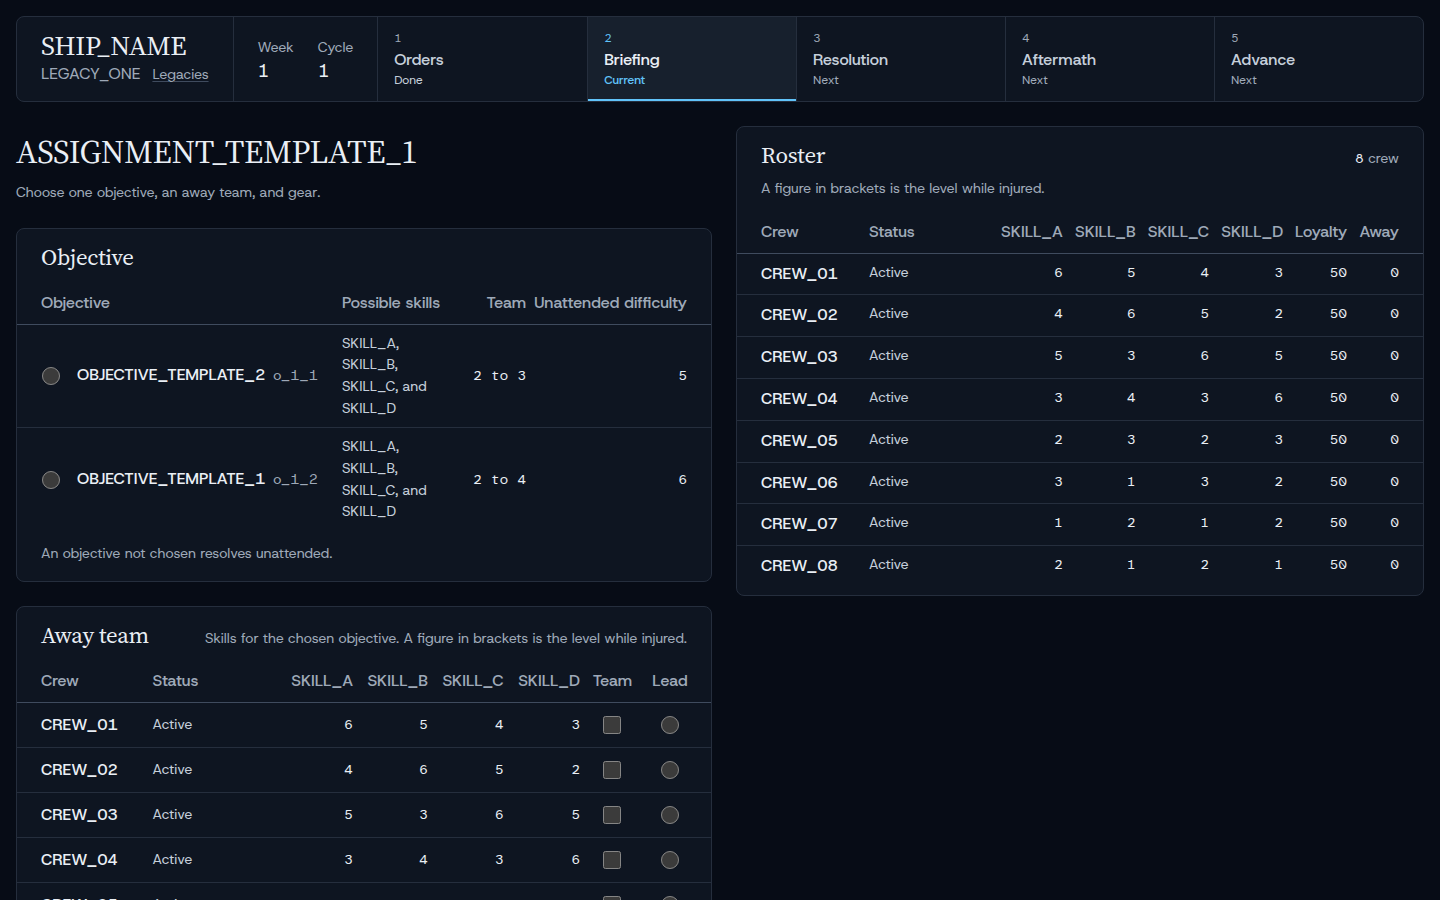 SHIP_NAME
LEGACY_ONE Legacies
Week Cycle
1 1
1
Orders
Done
2
Briefing
Current
3
Resolution
Next
4
Aftermath
Next
5
Advance
Next
ASSIGNMENT_TEMPLATE_1
Choose one objective, an away team, and gear.
Objective
Objective Possible skills Team Unattended difficulty
SKILL_A,
SKILL_B,
OBJECTIVE_TEMPLATE_2 o_1_1 2 to 3 5
SKILL_C, and
SKILL_D
SKILL_A,
SKILL_B,
OBJECTIVE_TEMPLATE_1 o_1_2 2 to 4 6
SKILL_C, and
SKILL_D
An objective not chosen resolves unattended.
Away team Skills for the chosen objective. A figure in brackets is the level while injured.
Crew Status SKILL_A SKILL_B SKILL_C SKILL_D Team Lead
CREW_01 Active 6 5 4 3
CREW_02 Active 4 6 5 2
CREW_03 Active 5 3 6 5
CREW_04 Active 3 4 3 6
Roster 8 crew
A figure in brackets is the level while injured.
Crew Status SKILL_A SKILL_B SKILL_C SKILL_D Loyalty Away
CREW_01 Active 6 5 4 3 50 0
CREW_02 Active 4 6 5 2 50 0
CREW_03 Active 5 3 6 5 50 0
CREW_04 Active 3 4 3 6 50 0
CREW_05 Active 2 3 2 3 50 0
CREW_06 Active 3 1 3 2 50 0
CREW_07 Active 1 2 1 2 50 0
CREW_08 Active 2 1 2 1 50 0